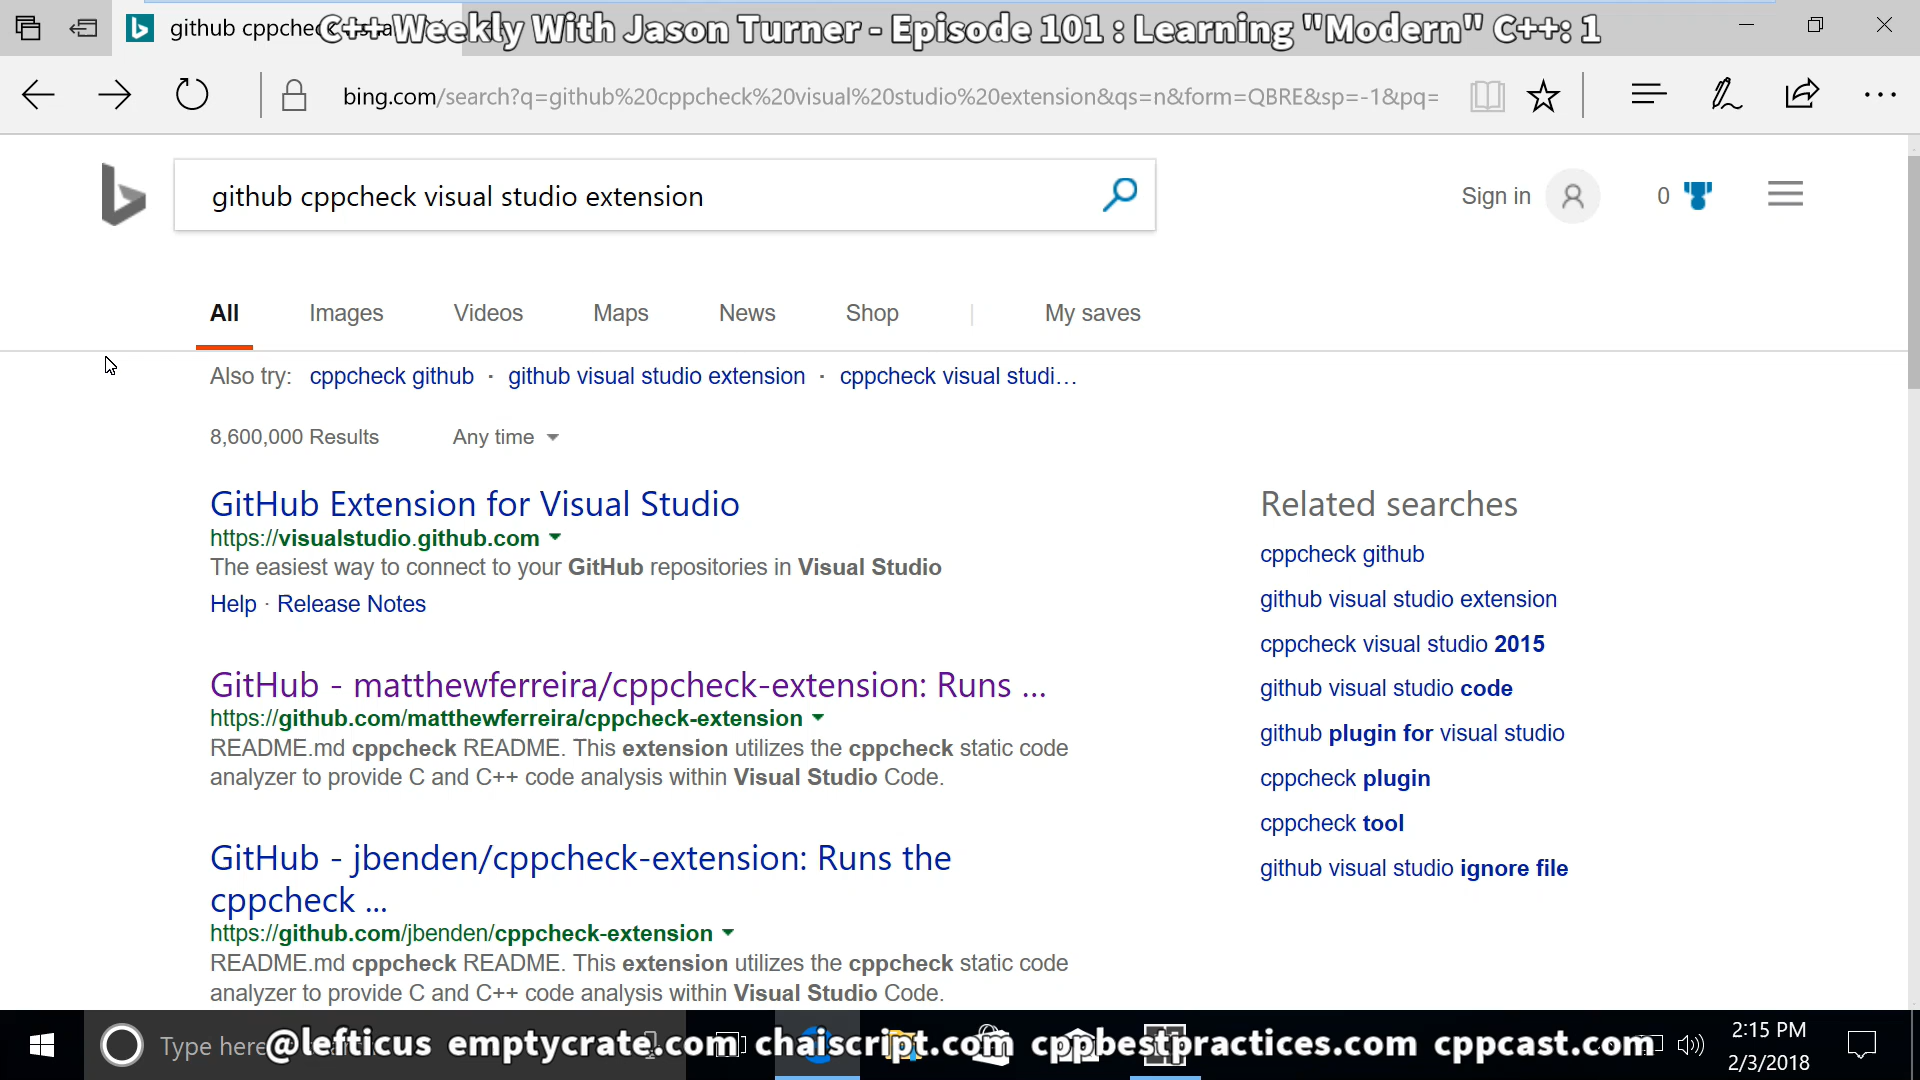 github cppcheck
C++ Weekly With Jason Turner - Episode 101 : Learning "Modern" C++: 1
bing.com/search?q=github%20cppcheck%20visual%20studio%20extension&qs=n&form=QBRE&sp=-1&pq=
github cppcheck visual studio extension
Sign in
0
All
Images
Videos
Maps
News
Shop
My saves
Also try: cppcheck github · github visual studio extension · cppcheck visual studi...
8,600,000 Results
Any time
GitHub Extension for Visual Studio
https://visualstudio.github.com
The easiest way to connect to your GitHub repositories in Visual Studio
Help · Release Notes
GitHub - matthewferreira/cppcheck-extension: Runs ...
https://github.com/matthewferreira/cppcheck-extension
README.md cppcheck README. This extension utilizes the cppcheck static code
analyzer to provide C and C++ code analysis within Visual Studio Code.
GitHub - jbenden/cppcheck-extension: Runs the
cppcheck ...
https://github.com/jbenden/cppcheck-extension
README.md cppcheck README. This extension utilizes the cppcheck static code
analyzer to provide C and C++ code analysis within Visual Studio Code.
Related searches
cppcheck github
github visual studio extension
cppcheck visual studio 2015
github visual studio code
github plugin for visual studio
cppcheck plugin
cppcheck tool
github visual studio ignore file
Type here
@lefticus emptycrate.com chaiscript.com cppbestpractices.com cppcast.com
2:15 PM
2/3/2018